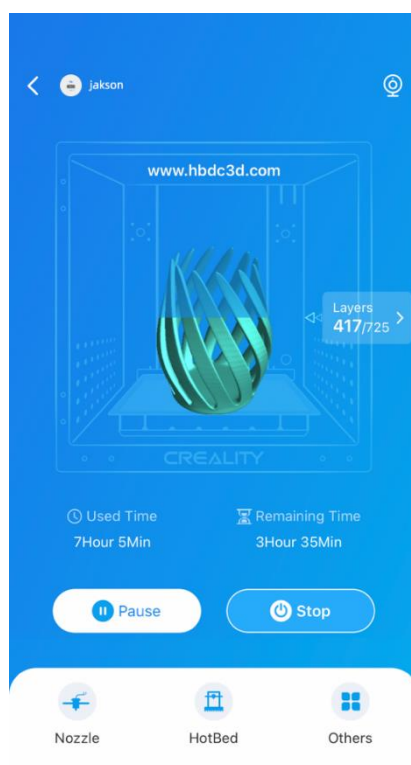 jakson
www.hbdc3d.com
Layers
417/725
CREALITY
Used Time
Remaining Time
7Hour 5Min
3Hour 35Min
Pause
Stop
Nozzle
HotBed
Others